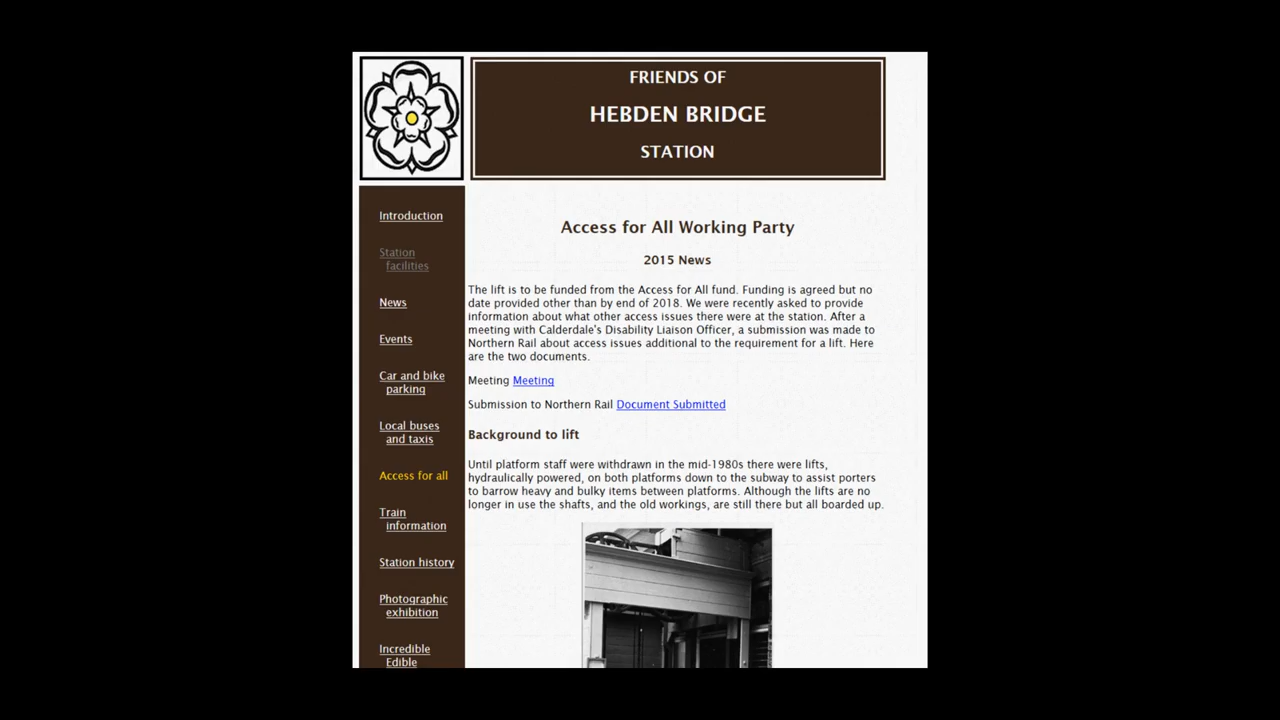 FRIENDS OF
HEBDEN BRIDGE
STATION
Introduction
Station
facilities
News
Events
Car and bike
parking
Local buses
and taxis
Access for all
Train
information
Station history
Photographic
exhibition
Incredible
Edible
Access for All Working Party
2015 News
The lift is to be funded from the Access for All fund. Funding is agreed but no
date provided other than by end of 2018. We were recently asked to provide
information about what other access issues there were at the station. After a
meeting with Calderdale's Disability Liaison Officer, a submission was made to
Northern Rail about access issues additional to the requirement for a lift. Here
are the two documents.
Meeting Meeting
Submission to Northern Rail Document Submitted
Background to lift
Until platform staff were withdrawn in the mid-1980s there were lifts,
hydraulically powered, on both platforms down to the subway to assist porters
to barrow heavy and bulky items between platforms. Although the lifts are no
longer in use the shafts, and the old workings, are still there but all boarded up.